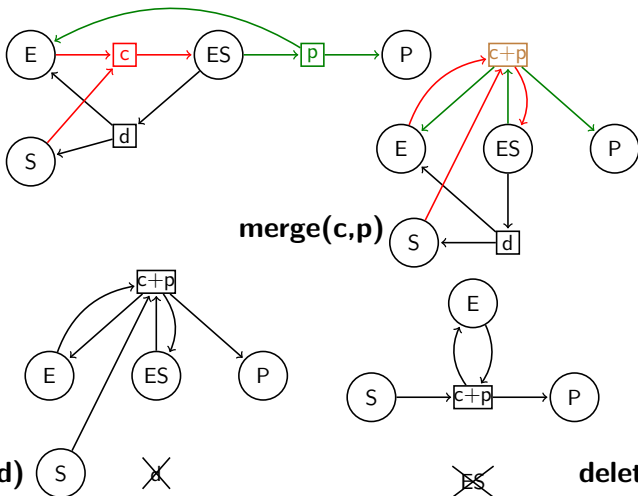 E c ES p P
d
S
c+p
E ES P
merge(c,p)
S d
c+p
E ES P
d) S d
E
S c+p P
ES delet